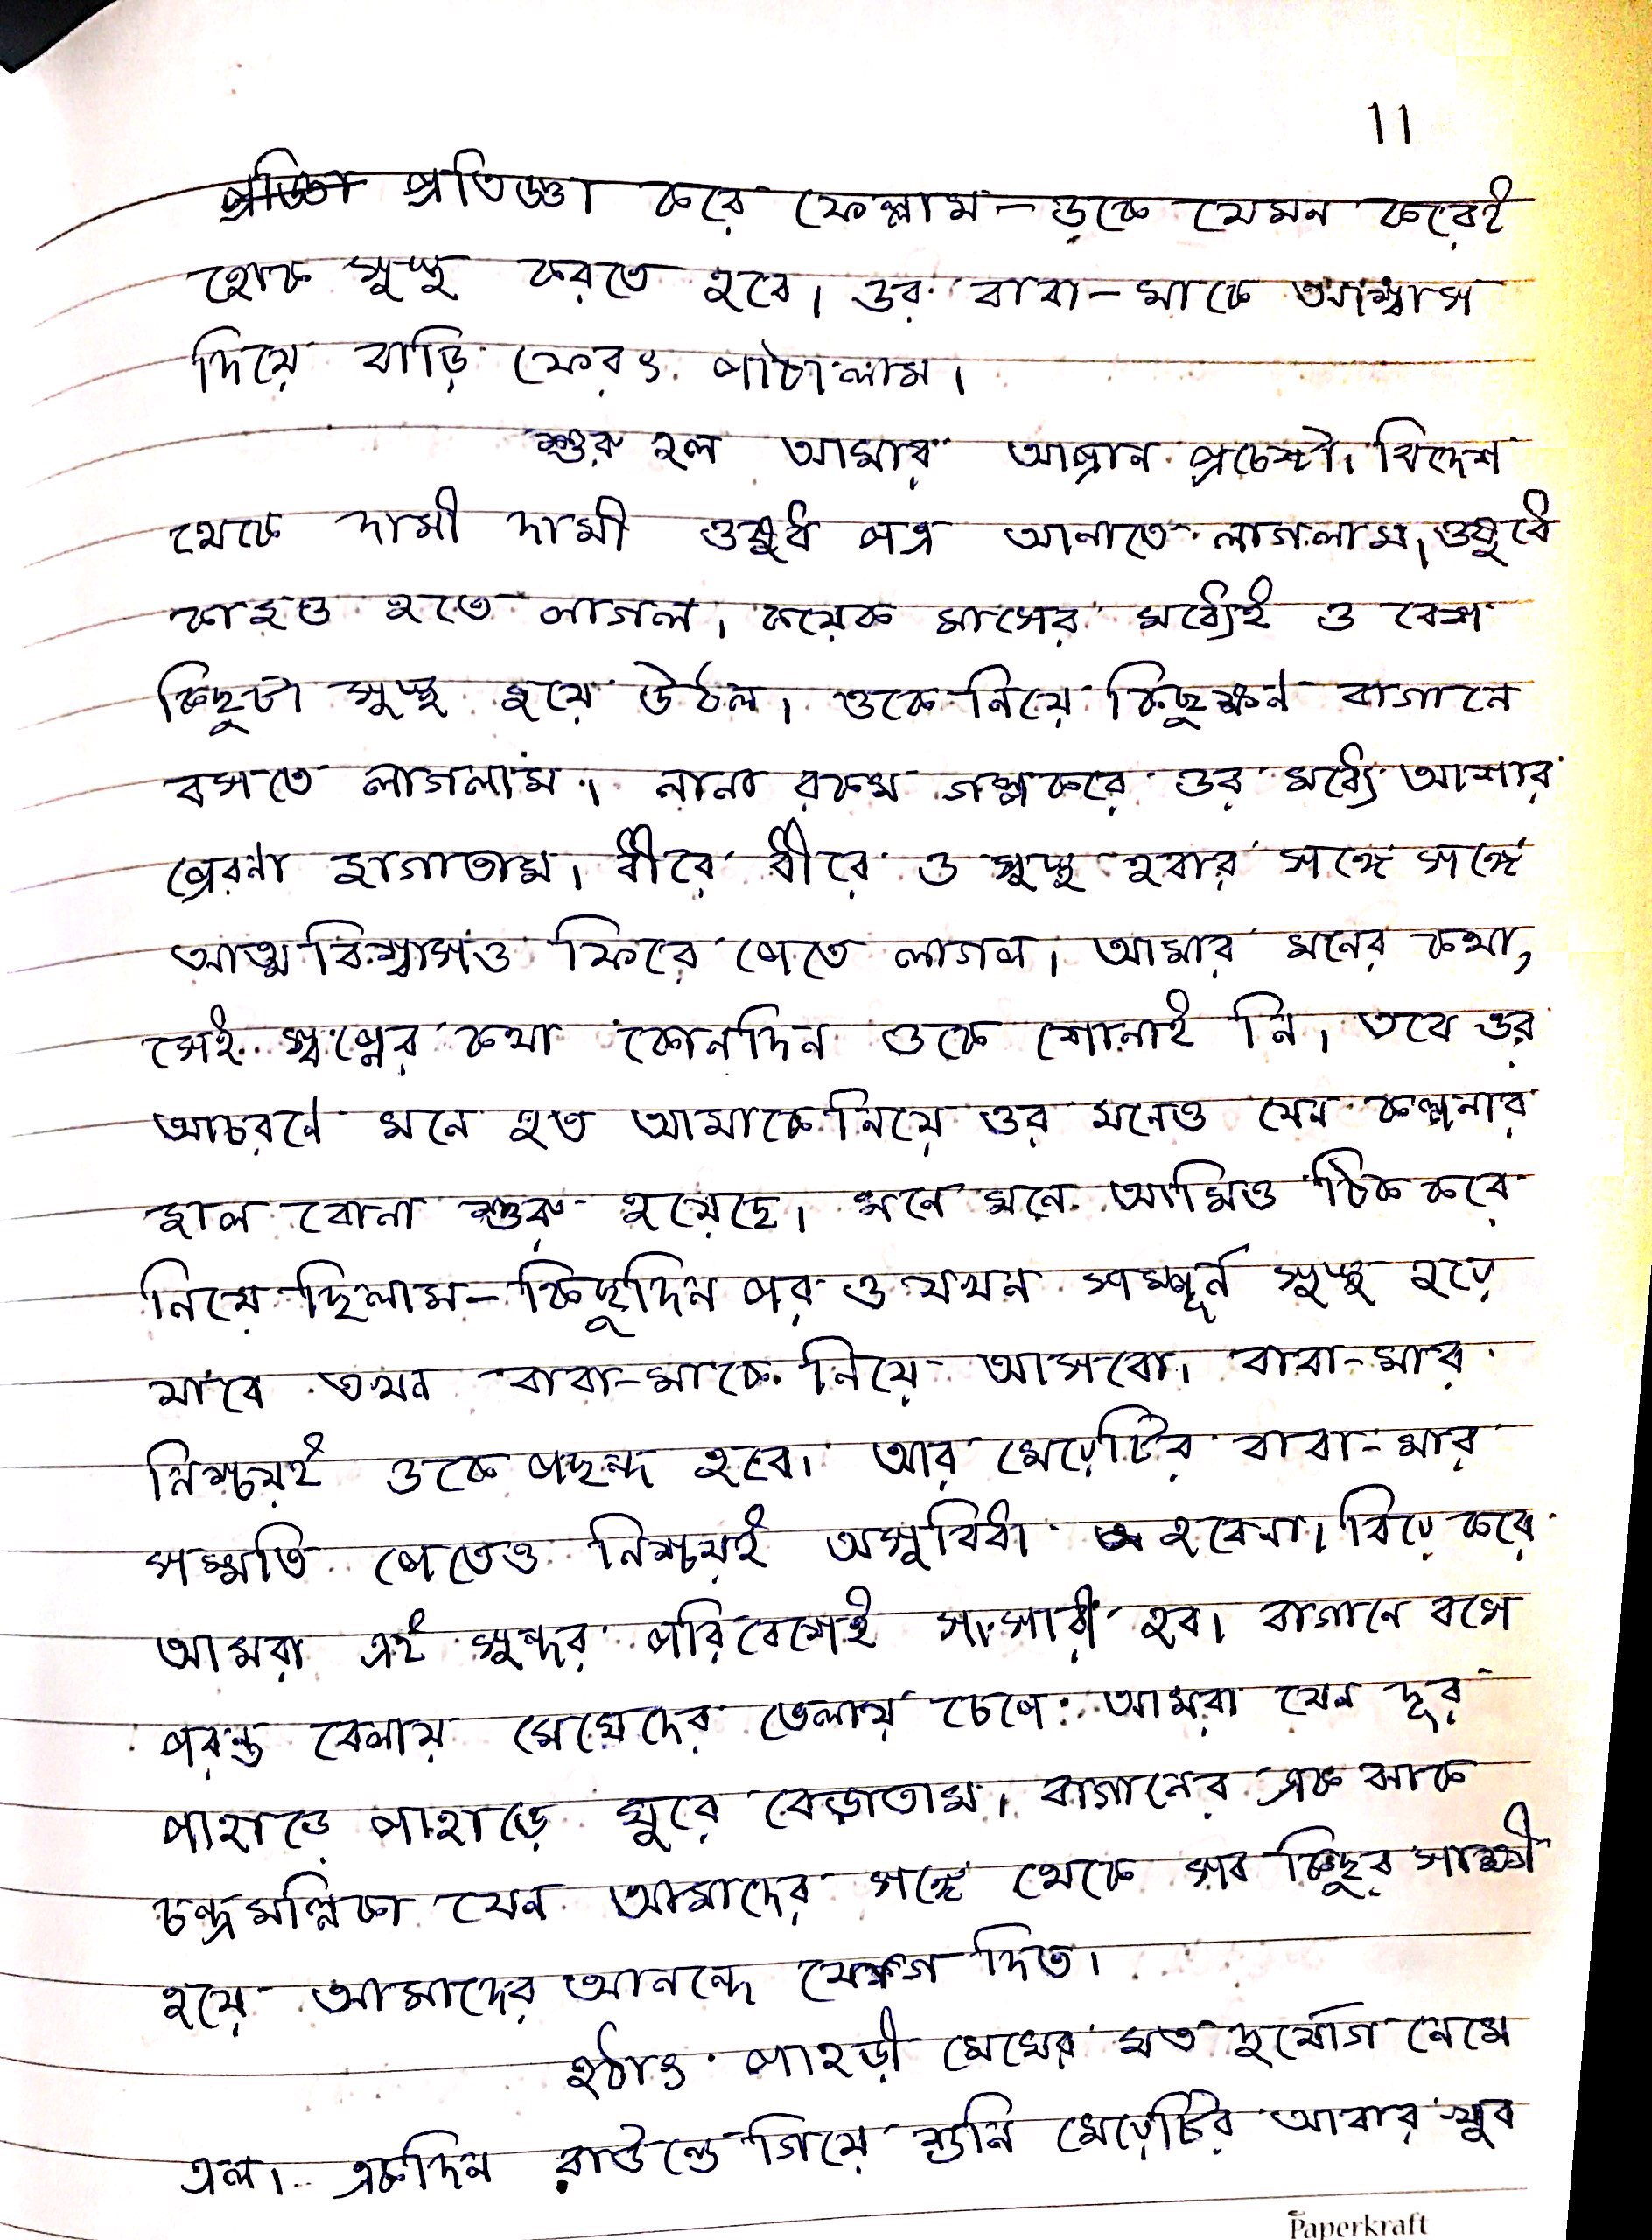 11
প্রতিজ্ঞা করে ফেল্লাম - ওকে যেমন করেই
হোক সুস্থ করতে হবে। ওর বাবা-মাকে আশ্বাস
দিয়ে বাড়ি ফেরৎ পাঠালাম।
শুরু হল আমার আপ্রান প্রচেষ্টা। বিদেশ
থেকে দামী দামী ওষুধ পত্র আনাতে লাগলাম। ওষুধে
কাজও হতে লাগল। কয়েক মাসের মধ্যেই ও বেশ
কিছুটা সুস্থ হয়ে উঠল। ওকে নিয়ে কিছুক্ষন বাগানে
বসতে লাগলাম। নানা রকম গল্পকরে ওর মধ্যে আশার
প্রেরনা জাগাতাম। ধীরে ধীরে ও সুস্থ হবার সঙ্গে সঙ্গে
আত্মবিশ্বাসও ফিরে পেতে লাগল। আমার মনের কথা,
সেই স্বপ্নের কথা কোনদিন ওকে শোনাই নি। তবে ওর
আচরণে মনে হত আমাকে নিয়ে ওর মনেও যেন কল্পনার
জাল বোনা শুরু হয়েছে। মনে মনে আমিও ঠিক করে
নিয়ে ছিলাম - কিছুদিন পর ও যখন সম্পূর্ন সুস্থ হয়ে
যাবে তখন বাবা-মাকে নিয়ে আসবো। বাবা-মার
নিশ্চয়ই ওকে পছন্দ হবে। আর মেয়েটির বাবা-মার
সম্মতি পেতেও নিশ্চয়ই অসুবিধা হবেনা। বিয়ে করে
আমরা এই সুন্দর পরিবেশেই সংসারী হব। বাগানে বসে
পরন্ত বেলায় মেঘেদের ভেলায় চেপে আমরা যেন দূর
পাহাড়ে পাহাড়ে ঘুরে বেড়াতাম। বাগানের এক ঝাক
চন্দ্রমল্লিকা যেন আমাদের সঙ্গে থেকে সব কিছুর সাক্ষী
হয়ে আমাদের আনন্দে যোগ দিত।
হঠাৎ পাহড়ী মেঘের মত দুর্যোগ নেমে
এল। একদিন রাউন্ডে গিয়ে শুনি মেয়েটির আবার খুব
Paperkraft